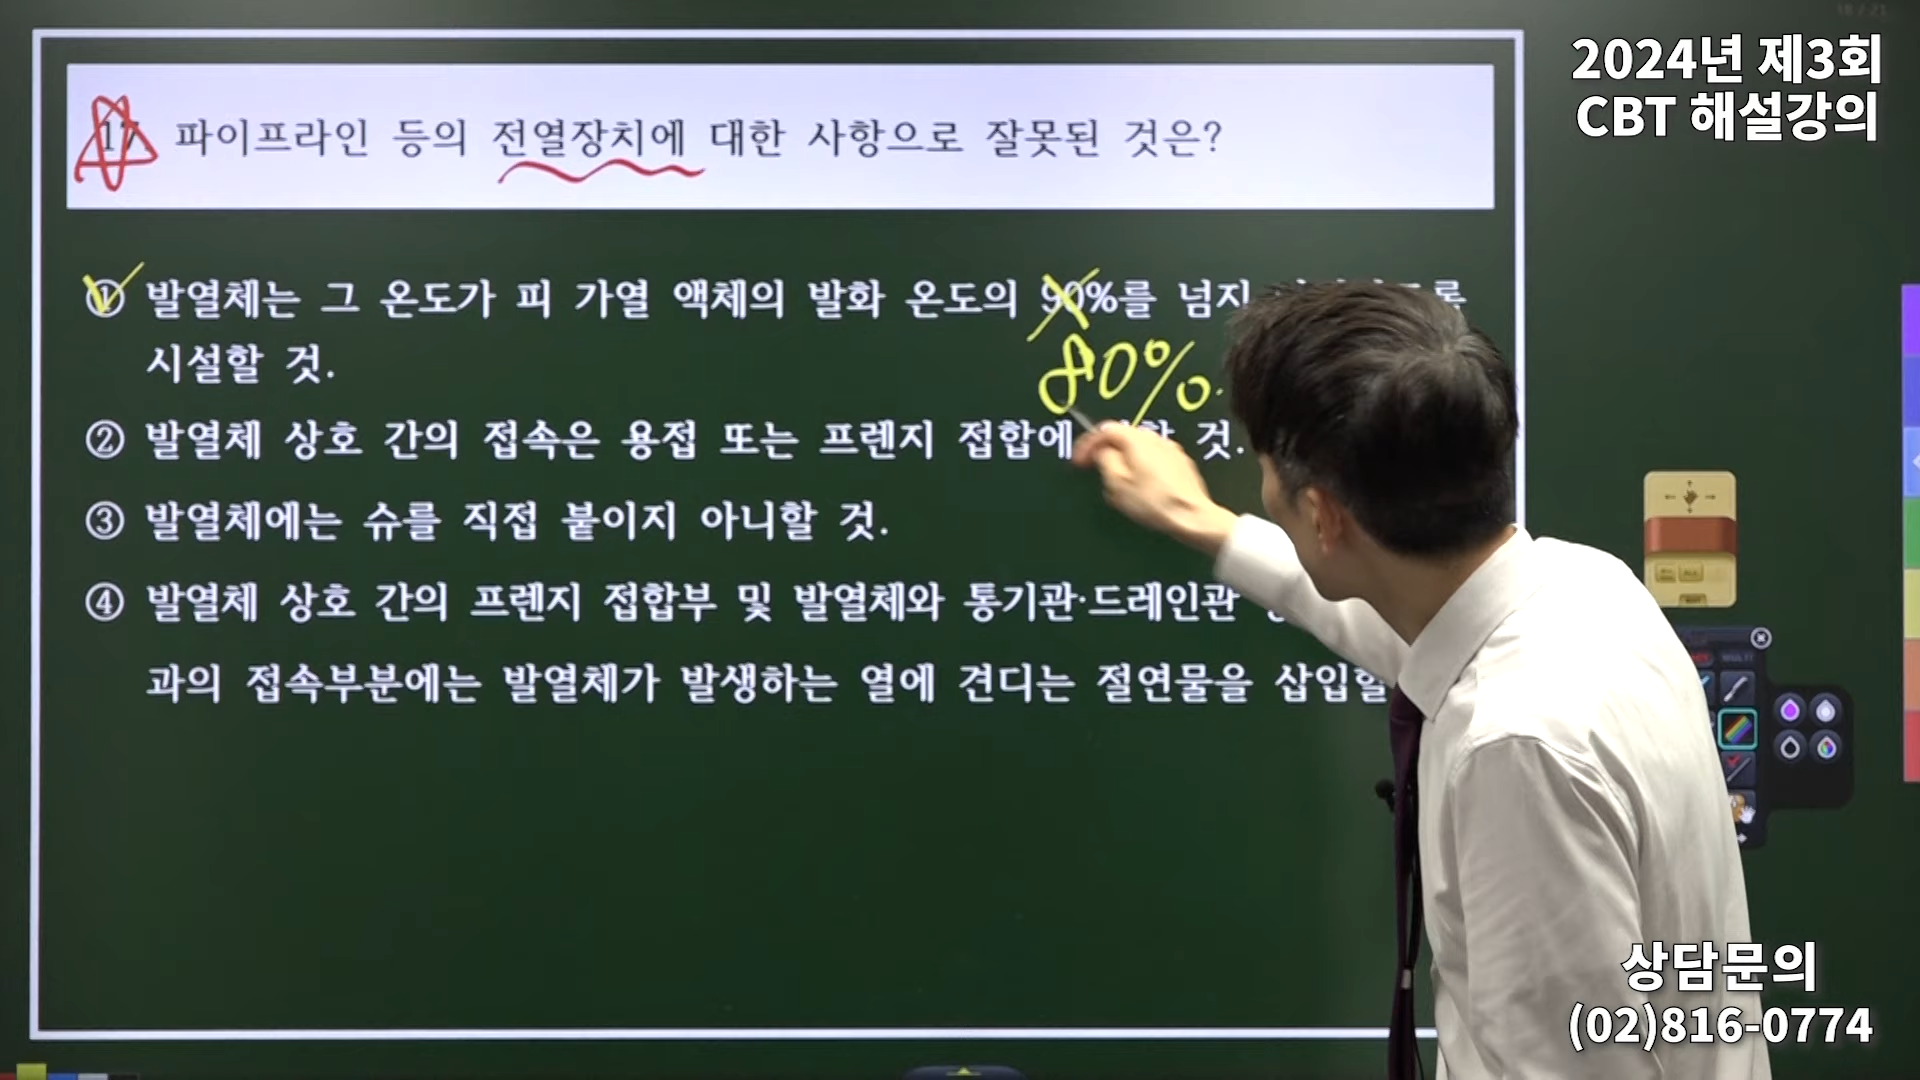 2024년 제3회
CBT 해설강의
17 파이프라인 등의 전열장치에 대한 사항으로 잘못된 것은?
① 발열체는 그 온도가 피 가열 액체의 발화 온도의 90%를 넘지
80%
시설할 것.
② 발열체 상호 간의 접속은 용접 또는 프렌지 접합에 것.
③ 발열체에는 슈를 직접 붙이지 아니할 것.
④ 발열체 상호 간의 프렌지 접합부 및 발열체와 통기관·드레인관
과의 접속부분에는 발열체가 발생하는 열에 견디는 절연물을 삽입할
상담문의
(02)816-0774